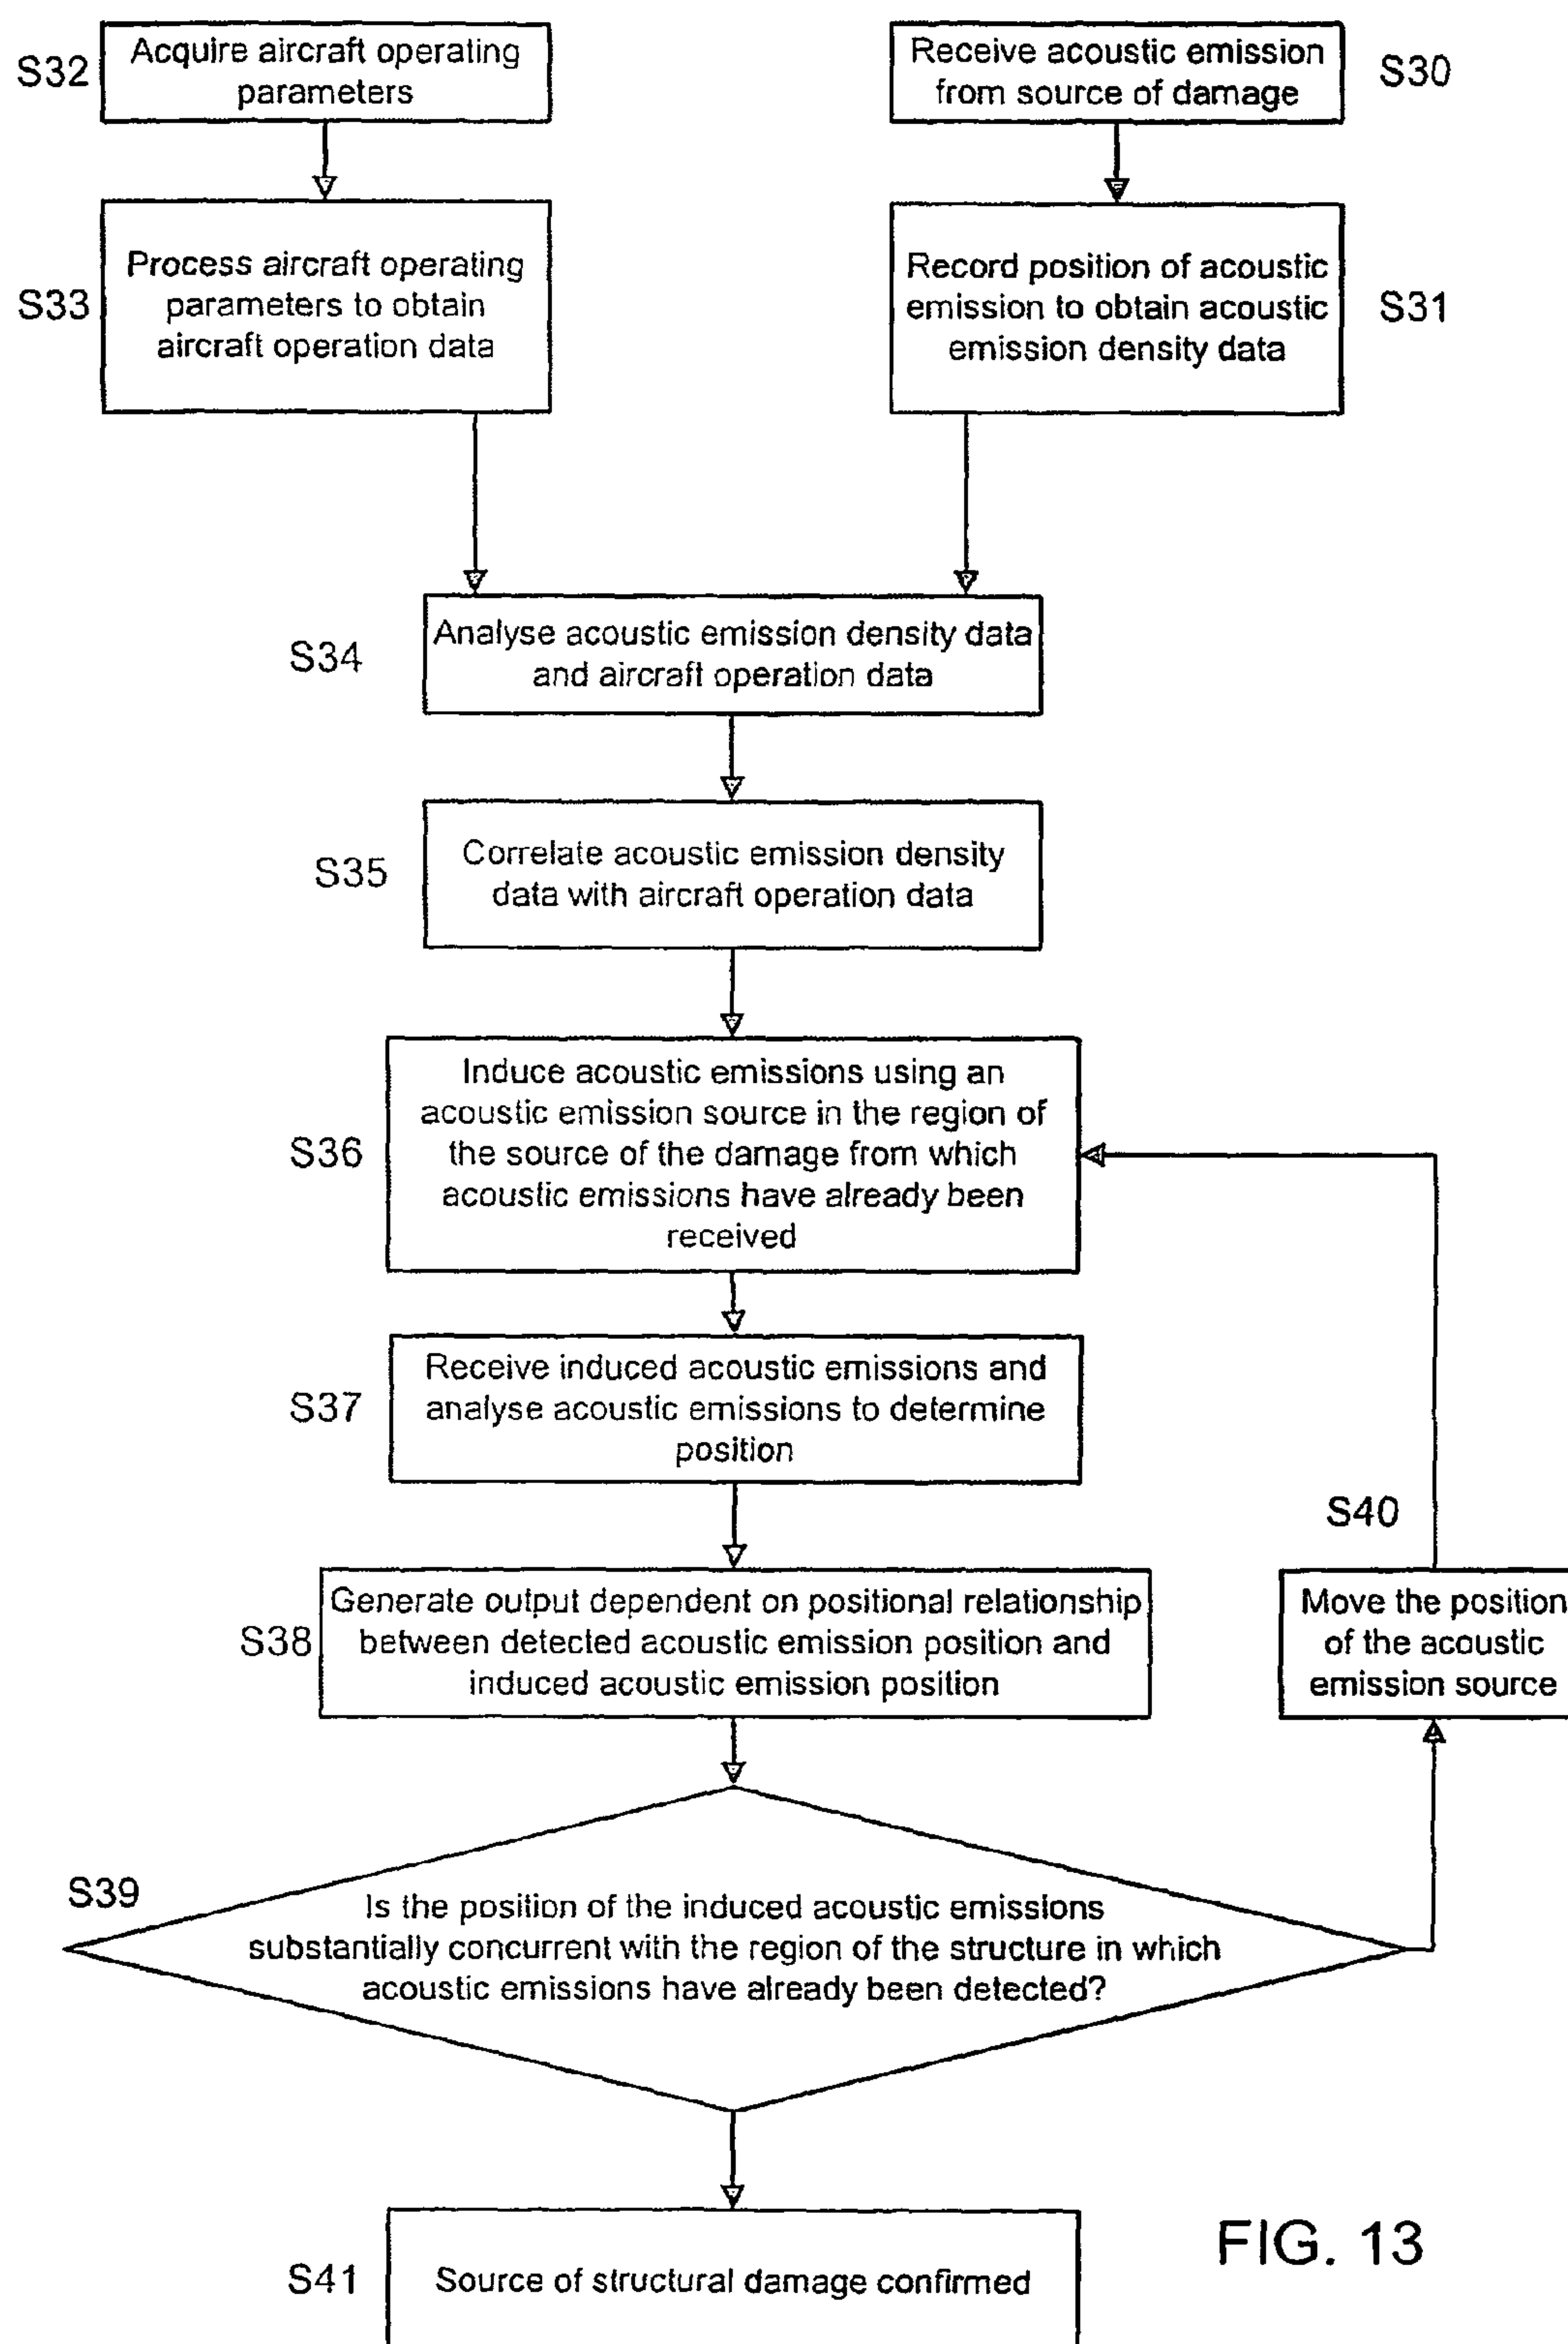 S32
Acquire aircraft operating
parameters
Receive acoustic emission
from source of damage
S30
S33
Process aircraft operating
parameters to obtain
aircraft operation data
Record position of acoustic
emission to obtain acoustic
emission density data
S31
S34
Analyse acoustic emission density data
and aircraft operation data
S35
Correlate acoustic emission density
data with aircraft operation data
S36
Induce acoustic emissions using an
acoustic emission source in the region of
the source of the damage from which
acoustic emissions have already been
received
S37
Receive induced acoustic emissions and
analyse acoustic emissions to determine
position
S38
Generate output dependent on positional relationship
between detected acoustic emission position and
induced acoustic emission position
S40
Move the position
of the acoustic
emission source
S39
Is the position of the induced acoustic emissions
substantially concurrent with the region of the structure in which
acoustic emissions have already been detected?
S41
Source of structural damage confirmed
FIG. 13